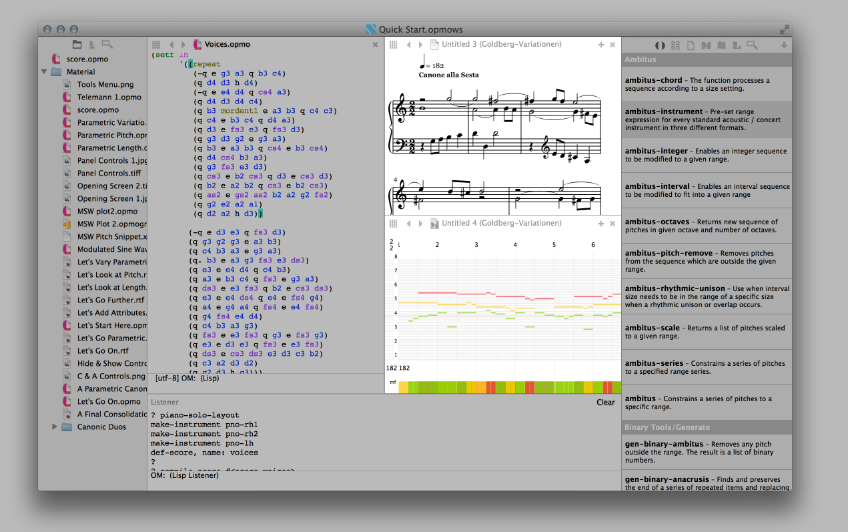 Quick Start.opmows
score.opmo
Material
Tools Menu.png
Telemann 1.opmo
score.opmo
Parametric Variatio.
Parametric Pitch.opr
Parametric Length.c
Panel Controls 1.jpg
Panel Controls.tiff
Opening Screen 2.ti
Opening Screen 1.jp
MSW plot2.opmo
MSW Plot 2.opmogr
MSW Pitch Snippet.x
Modulated Sine Wav
Let's Vary Parametri
Let's Look at Pitch.r
Let's Look at Length.
Let's Go Further.rtf
Let's Add Attributes.
Let's Start Here.opm
Let's Go Parametric.
Let's Go On.rtf
Hide & Show Contro
C & A Controls.png
A Parametric Canon
Let's Go On.opmo
A Final Consolidatio
Canonic Duos
Voices.opmo
(setf in
'((repeat
(-q e g3 a3 q b3 c4)
(q d4 d3 h d4)
(-q e e4 d4 q cs4 a3)
(q d4 d3 d4 c4)
(q b3 mordent1 e a3 b3 q c4 c3)
(q c4 e b3 c4 q d4 a3)
(q d3 e fs3 e3 q fs3 d3)
(q g3 d3 g2 e g3 a3)
(q b3 e a3 b3 q cs4 e b3 cs4)
(q d4 cs4 b3 a3)
(q g3 fs3 e3 d3)
(q cs3 e b2 cs3 q d3 e cs3 d3)
(q b2 e a2 b2 q cs3 e b2 cs3)
(q as2 e gs2 as2 b2 a2 g2 fs2)
(q g2 e2 a2 a1)
(q d2 a2 h d3))
(-q e d3 e3 q fs3 d3)
(q g3 g2 g3 e a3 b3)
(q c4 b3 a3 e g3 a3)
(q. b3 e a3 g3 fs3 e3 ds3)
(q e3 e e4 d4 q c4 b3)
(q a3 e b3 c4 q fs3 e g3 a3)
(q ds3 e e3 fs3 q b2 e cs3 ds3)
(q e3 e e4 ds4 q e4 e fs4 g4)
(q a4 e g4 a4 q fs4 e e4 fs4)
(q g4 fs4 e4 d4)
(q c4 b3 a3 g3)
(q fs3 e e3 fs3 q g3 e fs3 g3)
(q e3 e d3 e3 q fs3 e e3 fs3)
(q ds3 e cs3 ds3 e3 d3 c3 b2)
(q c3 a2 d3 d2)
[utf-8] OM: (Lisp)
Untitled 3 (Goldberg-Variationen)
= 182
Canone alla Sesta
4
Untitled 4 (Goldberg-Variationen)
2
2
1 2 3 4 5 6
8
7
6
5
4
3
2
1
182 182
mf
Listener
Clear
? piano-solo-layout
make-instrument pno-rh1
make-instrument pno-rh2
make-instrument pno-lh
def-score, name: voices
?
OM: (Lisp Listener)
Ambitus
ambitus-chord - The function processes a
sequence according to a size setting.
ambitus-instrument - Pre-set range
expression for every standard acoustic / concert
instrument in three different formats.
ambitus-integer - Enables an integer sequence
to be modified to a given range.
ambitus-interval - Enables an interval sequence
to be modified to fit into a given range
ambitus-octaves - Returns new sequence of
pitches in given octave and number of octaves.
ambitus-pitch-remove - Removes pitches
from the sequence which are outside the given
range.
ambitus-rhythmic-unison - Use when interval
size needs to be in the range of a specific size
when a rhythmic unison or overlap occurs.
ambitus-scale - Returns a list of pitches scaled
to a given range.
ambitus-series - Constrains a series of pitches
to a specified range series.
ambitus - Constrains a series of pitches to a
specific range.
Binary Tools/Generate
gen-binary-ambitus - Removes any pitch
outside the range. The result is a list of binary
numbers.
gen-binary-anacrusis - Finds and preserves
the end of a series of repeated items and replacing